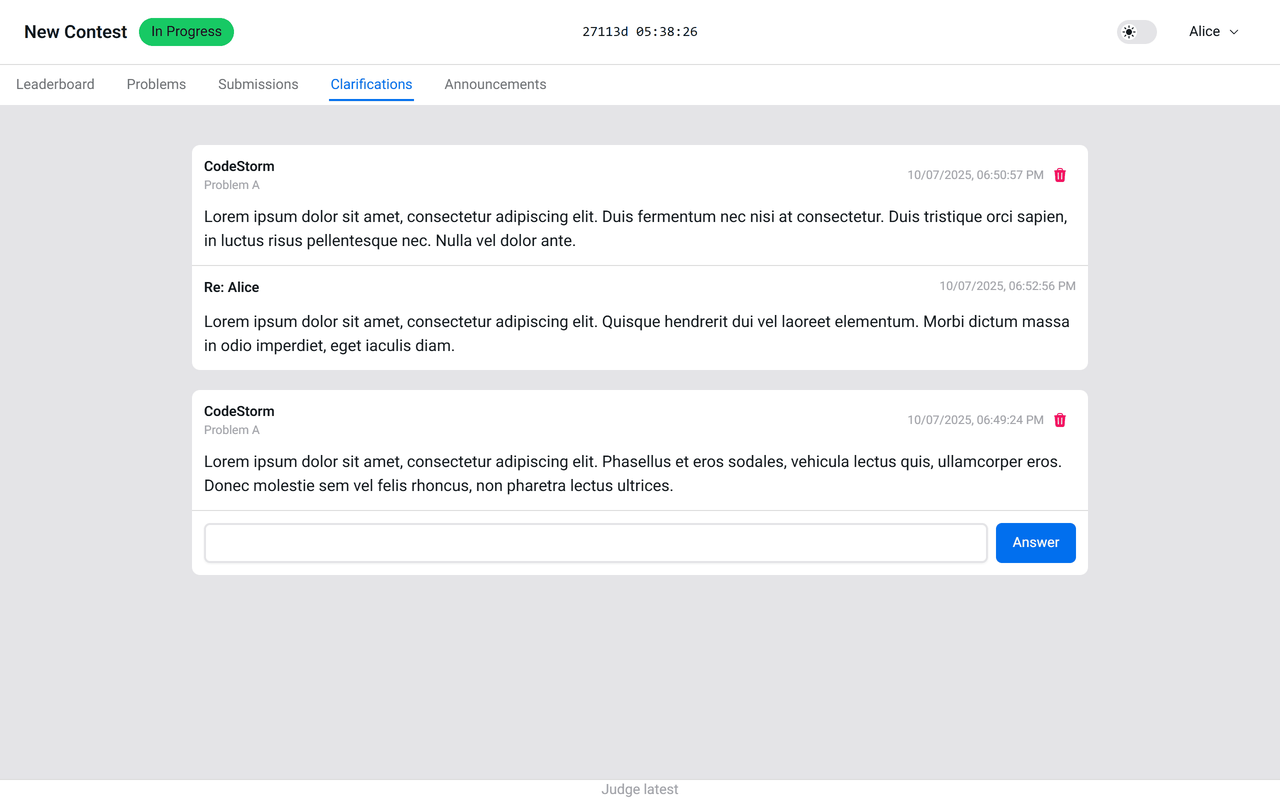 New Contest In Progress 27113d 05:38:26 Alice
Leaderboard Problems Submissions Clarifications Announcements
CodeStorm
Problem A
10/07/2025, 06:50:57 PM
Lorem ipsum dolor sit amet, consectetur adipiscing elit. Duis fermentum nec nisi at consectetur. Duis tristique orci sapien,
in luctus risus pellentesque nec. Nulla vel dolor ante.
Re: Alice 10/07/2025, 06:52:56 PM
Lorem ipsum dolor sit amet, consectetur adipiscing elit. Quisque hendrerit dui vel laoreet elementum. Morbi dictum massa
in odio imperdiet, eget iaculis diam.
CodeStorm
Problem A
10/07/2025, 06:49:24 PM
Lorem ipsum dolor sit amet, consectetur adipiscing elit. Phasellus et eros sodales, vehicula lectus quis, ullamcorper eros.
Donec molestie sem vel felis rhoncus, non pharetra lectus ultrices.
Answer
Judge latest